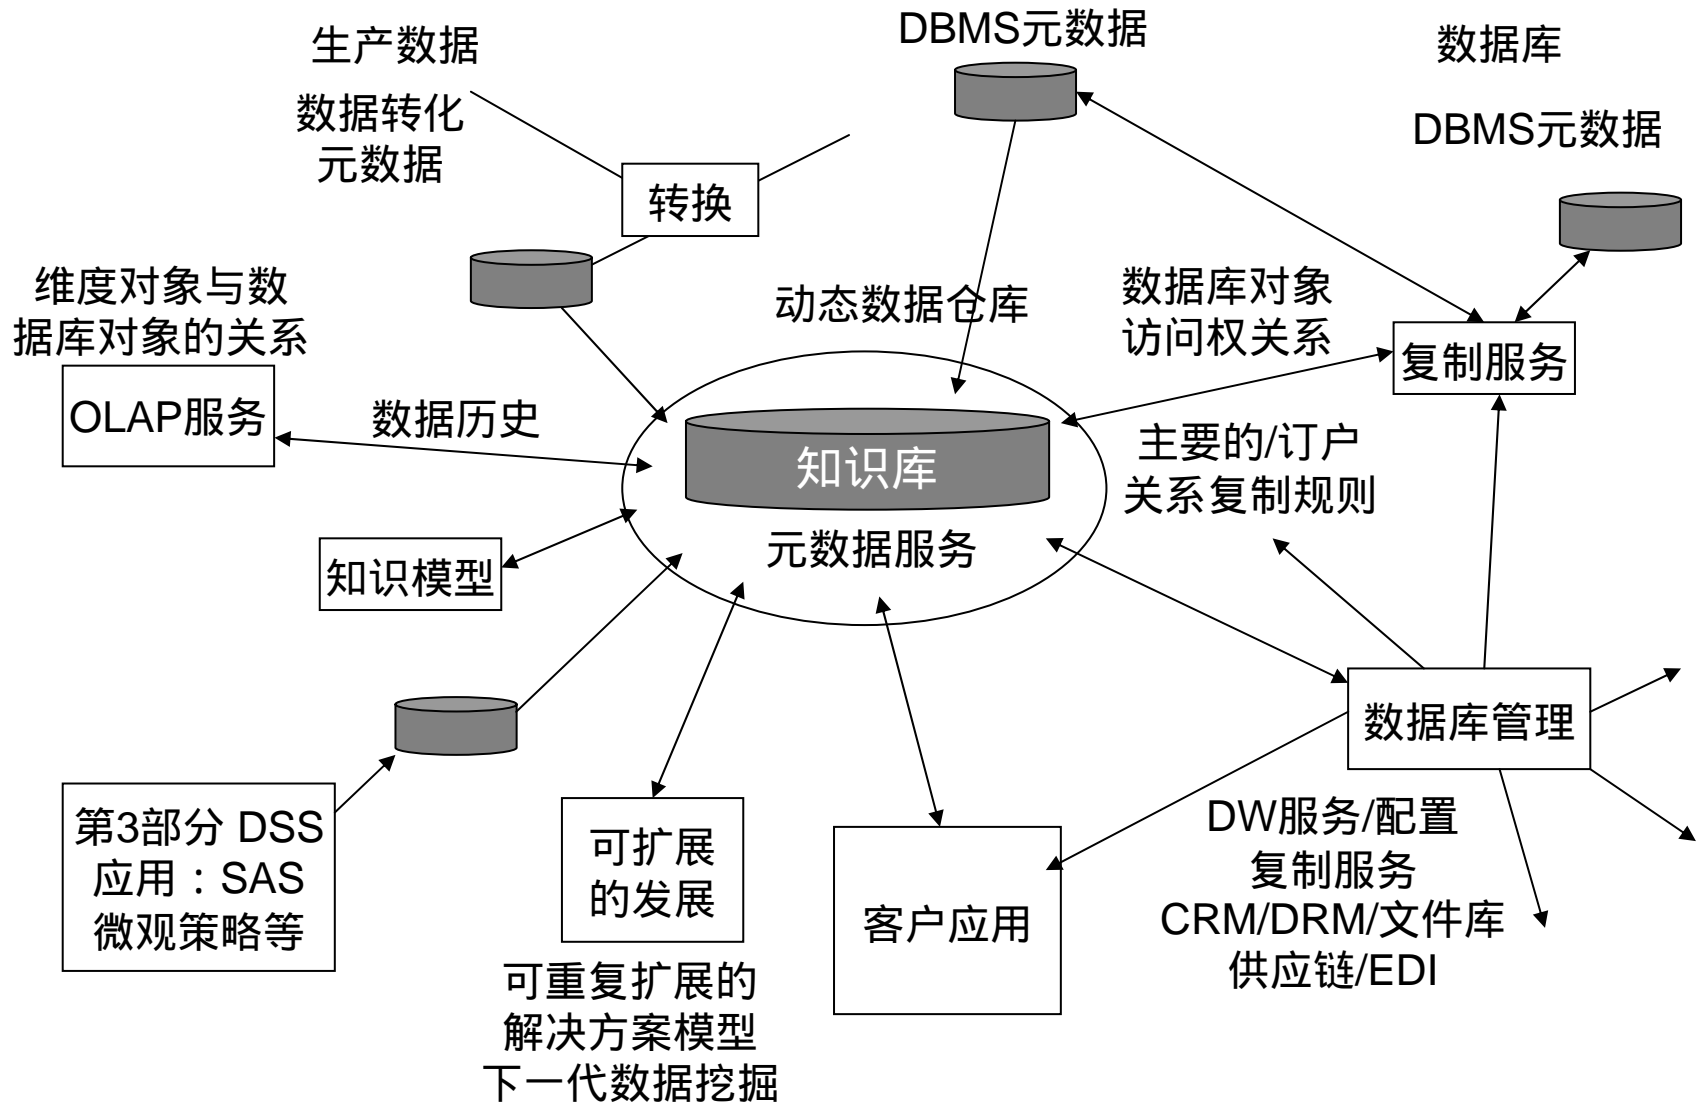 生产数据
数据转化
元数据
转换
DBMS元数据
数据库
DBMS元数据
维度对象与数
据库对象的关系
OLAP服务
数据历史
动态数据仓库
数据库对象
访问权关系
复制服务
知识库
元数据服务
主要的/订户
关系复制规则
知识模型
数据库管理
第3部分 DSS
应用：SAS
微观策略等
可扩展
的发展
可重复扩展的
解决方案模型
下一代数据挖掘
客户应用
DW服务/配置
复制服务
CRM/DRM/文件库
供应链/EDI